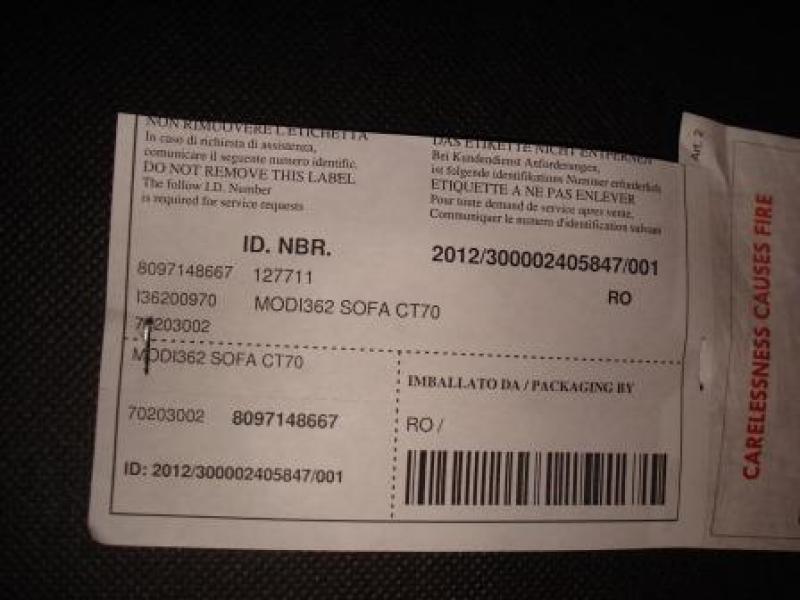 NON RIMUOVERE L'ETICHETTA
In caso di richiesta di assistenza,
comunicare il seguente numero identific.
DO NOT REMOVE THIS LABEL
The follow I.D. Number
is required for service requests
DAS ETIKETTE NICHT ENTFERNEN
Bei Kundendienst Anforderungen,
ist folgende identifikations Nummer erforderlich
ETIQUETTE A NE PAS ENLEVER
Pour toute demand de service apres vente,
Communiquer le numero d'identification suivan
ID. NBR.
2012/300002405847/001
8097148667 127711
RO
I36200970 MODI362 SOFA CT70
70203002
MODI362 SOFA CT70
70203002 8097148667
ID: 2012/300002405847/001
IMBALLATO DA / PACKAGING BY
RO /
Art. 2
CARELESSNESS CAUSES FIRE